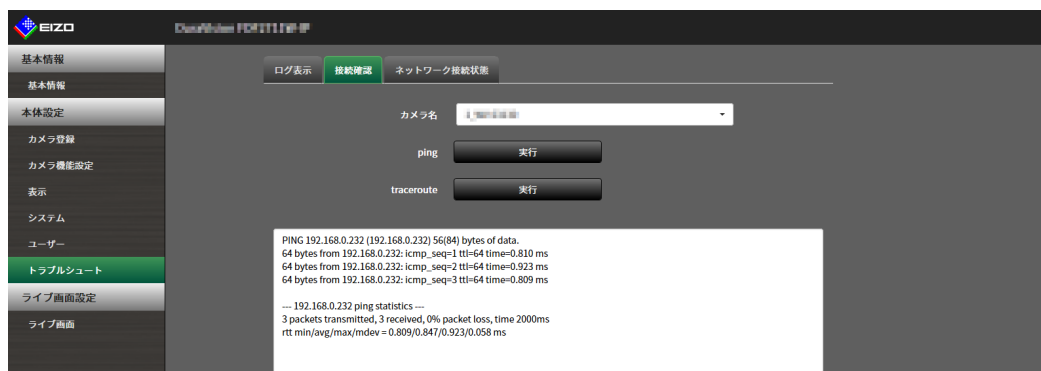 EIZO
基本情報
基本情報
本体設定
カメラ登録
カメラ機能設定
表示
システム
ユーザー
トラブルシュート
ライブ画面設定
ライブ画面
ログ表示 接続確認 ネットワーク接続状態
カメラ名
ping 実行
traceroute 実行
PING 192.168.0.232 (192.168.0.232) 56(84) bytes of data.
64 bytes from 192.168.0.232: icmp_seq=1 ttl=64 time=0.810 ms
64 bytes from 192.168.0.232: icmp_seq=2 ttl=64 time=0.923 ms
64 bytes from 192.168.0.232: icmp_seq=3 ttl=64 time=0.809 ms
--- 192.168.0.232 ping statistics ---
3 packets transmitted, 3 received, 0% packet loss, time 2000ms
rtt min/avg/max/mdev = 0.809/0.847/0.923/0.058 ms